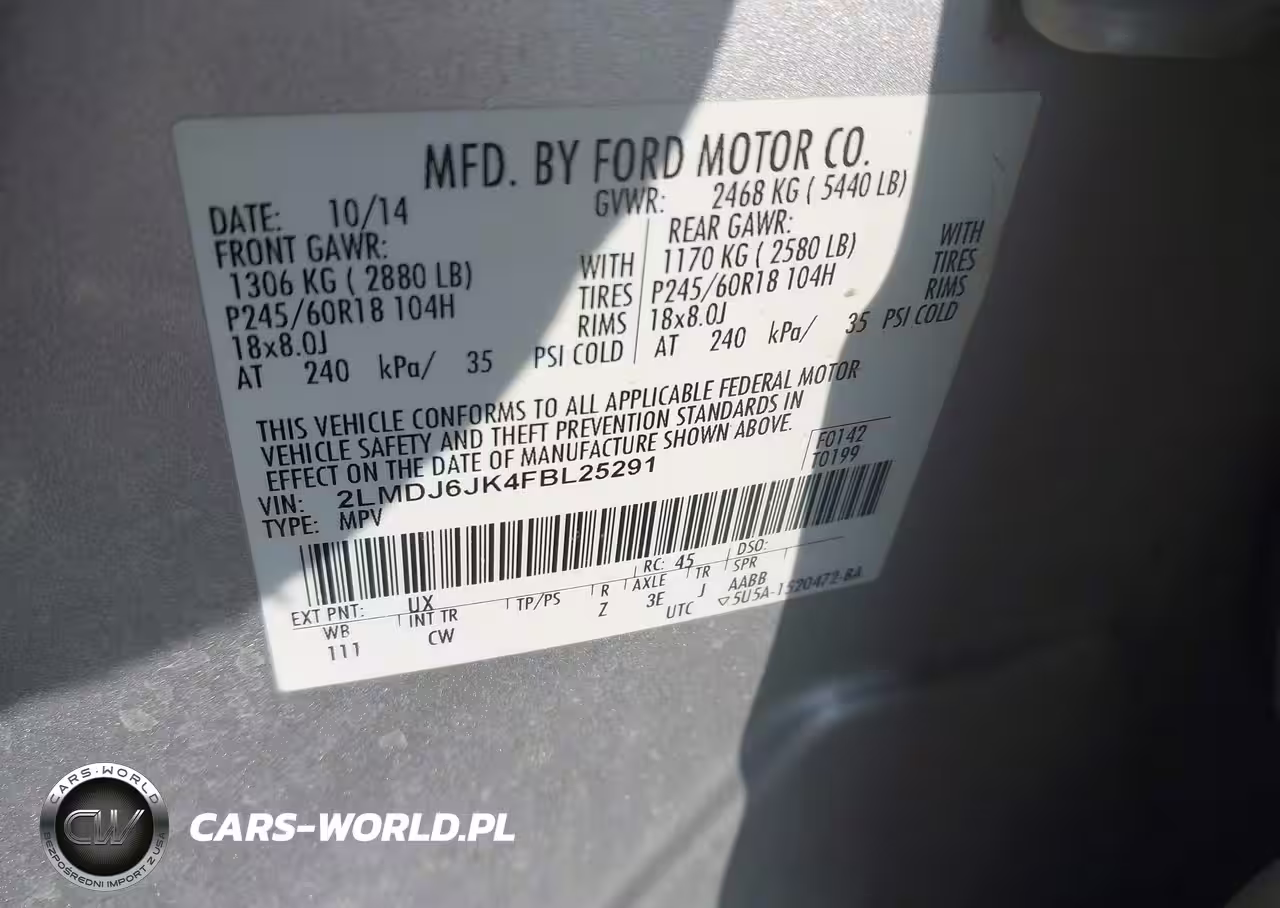 MFD. BY FORD MOTOR CO.
DATE: 10/14 GVWR: 2468 KG ( 5440 LB)
FRONT GAWR: REAR GAWR:
1306 KG ( 2880 LB) WITH 1170 KG ( 2580 LB) WITH
P245/60R18 104H TIRES P245/60R18 104H TIRES
18x8.0J RIMS 18x8.0J RIMS
AT 240 kPa/ 35 PSI COLD AT 240 kPa/ 35 PSI COLD
THIS VEHICLE CONFORMS TO ALL APPLICABLE FEDERAL MOTOR
VEHICLE SAFETY AND THEFT PREVENTION STANDARDS IN
EFFECT ON THE DATE OF MANUFACTURE SHOWN ABOVE.
F0142
VIN: 2LMDJ6JK4FBL25291 T0199
TYPE: MPV
EXT PNT: UX RC: 45 DSO:
WB INT TR TP/PS R AXLE TR SPR
111 CW Z 3E J AABB
UTC ▽5U5A-1520472-BA
CARS-WORLD
CW
BEZPOŚREDNI IMPORT Z USA
CARS-WORLD.PL